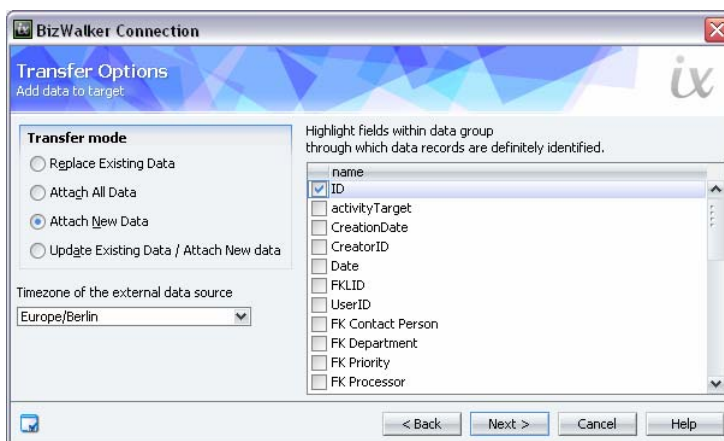 ix BizWalker Connection
Transfer Options
Add data to target
ix
Transfer mode
Replace Existing Data
Attach All Data
Attach New Data
Update Existing Data / Attach New data
Timezone of the external data source
Europe/Berlin
Highlight fields within data group
through which data records are definitely identified.
name
ID
activityTarget
CreationDate
CreatorID
Date
FKLID
UserID
FK Contact Person
FK Department
FK Priority
FK Processor
< Back
Next >
Cancel
Help